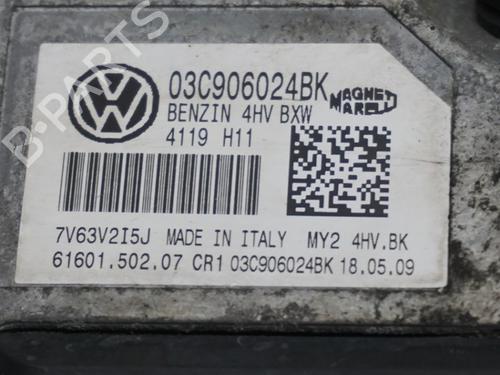 03C906024BK
MAGNETI MARELLI
BENZIN 4HV BXW
4119 H11
7V63V2I5J MADE IN ITALY MY2 4HV.BK
61601.502.07 CR1 03C906024BK 18.05.09
B-PARTS